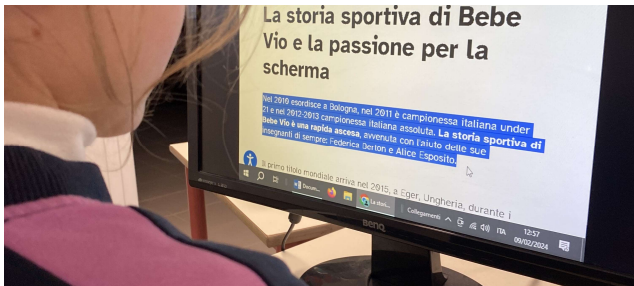 La storia sportiva di Bebe
Vio e la passione per la
scherma
Nel 2010 esordisce a Bologna, nel 2011 è campionessa italiana under
21 e nel 2012-2013 campionessa italiana assoluta. La storia sportiva di
Bebe Vio è una rapida ascesa, avvenuta con l'aiuto delle sue
insegnanti di sempre: Federica Berton e Alice Esposito.
Il primo titolo mondiale arriva nel 2015, a Eger, Ungheria, durante i
Docum...
La stori...
Collegamenti
ITA
12:57
09/02/2024
BenQ